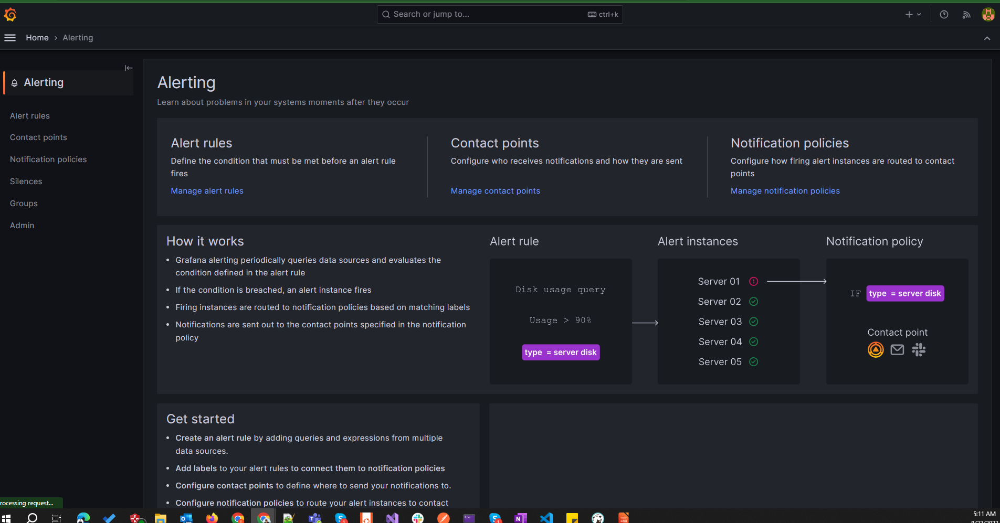 Search or jump to...
ctrl+k
Home › Alerting
Alerting
Alert rules
Contact points
Notification policies
Silences
Groups
Admin
Alerting
Learn about problems in your systems moments after they occur
Alert rules
Define the condition that must be met before an alert rule
fires
Manage alert rules
Contact points
Configure who receives notifications and how they are sent
Manage contact points
Notification policies
Configure how firing alert instances are routed to contact
points
Manage notification policies
How it works
• Grafana alerting periodically queries data sources and evaluates the
condition defined in the alert rule
• If the condition is breached, an alert instance fires
• Firing instances are routed to notification policies based on matching labels
• Notifications are sent out to the contact points specified in the notification
policy
Alert rule
Disk usage query
Usage > 90%
type = server disk
Alert instances
Server 01
Server 02
Server 03
Server 04
Server 05
Notification policy
IF type = server disk
Contact point
Get started
• Create an alert rule by adding queries and expressions from multiple
data sources.
• Add labels to your alert rules to connect them to notification policies
• Configure contact points to define where to send your notifications to.
• Configure notification policies to route your alert instances to contact
rocessing request...
5:11 AM